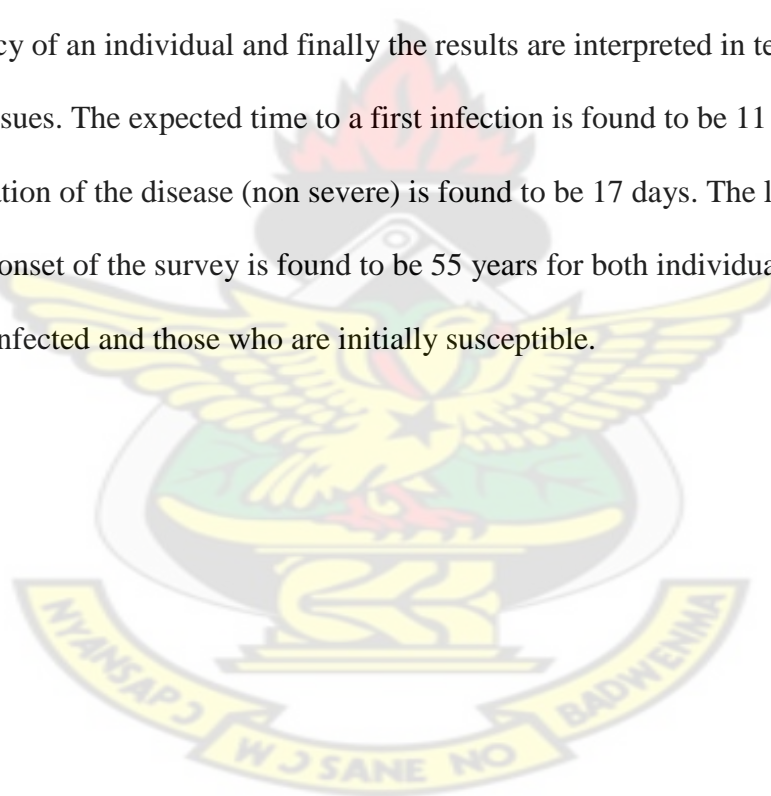 cy of an individual and finally the results are interpreted in te
sues. The expected time to a first infection is found to be 11
ation of the disease (non severe) is found to be 17 days. The l
onset of the survey is found to be 55 years for both individua
nfected and those who are initially susceptible.
NYANSAPƆ
WƆ SANE NO
BADWENMA